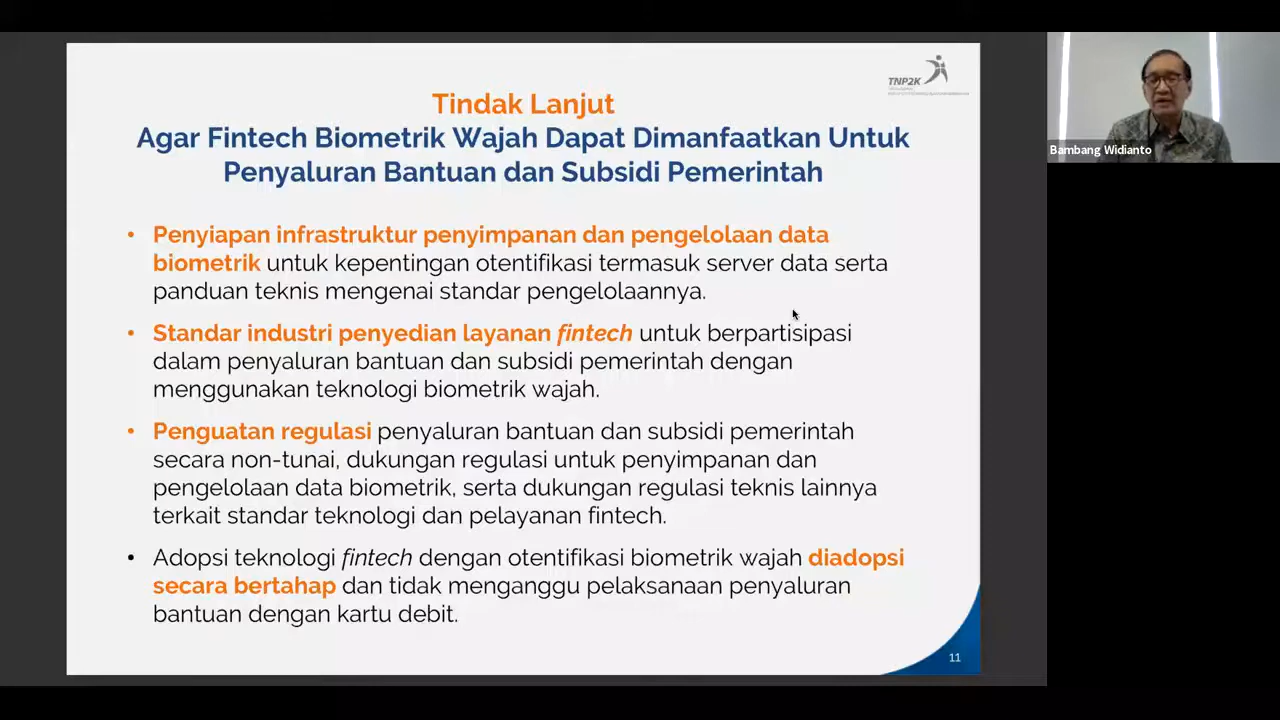 TNP2K
Tindak Lanjut
Agar Fintech Biometrik Wajah Dapat Dimanfaatkan Untuk
Penyaluran Bantuan dan Subsidi Pemerintah
• Penyiapan infrastruktur penyimpanan dan pengelolaan data
biometrik untuk kepentingan otentifikasi termasuk server data serta
panduan teknis mengenai standar pengelolaannya.
• Standar industri penyedian layanan fintech untuk berpartisipasi
dalam penyaluran bantuan dan subsidi pemerintah dengan
menggunakan teknologi biometrik wajah.
• Penguatan regulasi penyaluran bantuan dan subsidi pemerintah
secara non-tunai, dukungan regulasi untuk penyimpanan dan
pengelolaan data biometrik, serta dukungan regulasi teknis lainnya
terkait standar teknologi dan pelayanan fintech.
• Adopsi teknologi fintech dengan otentifikasi biometrik wajah diadopsi
secara bertahap dan tidak menganggu pelaksanaan penyaluran
bantuan dengan kartu debit.
11
Bambang Widianto